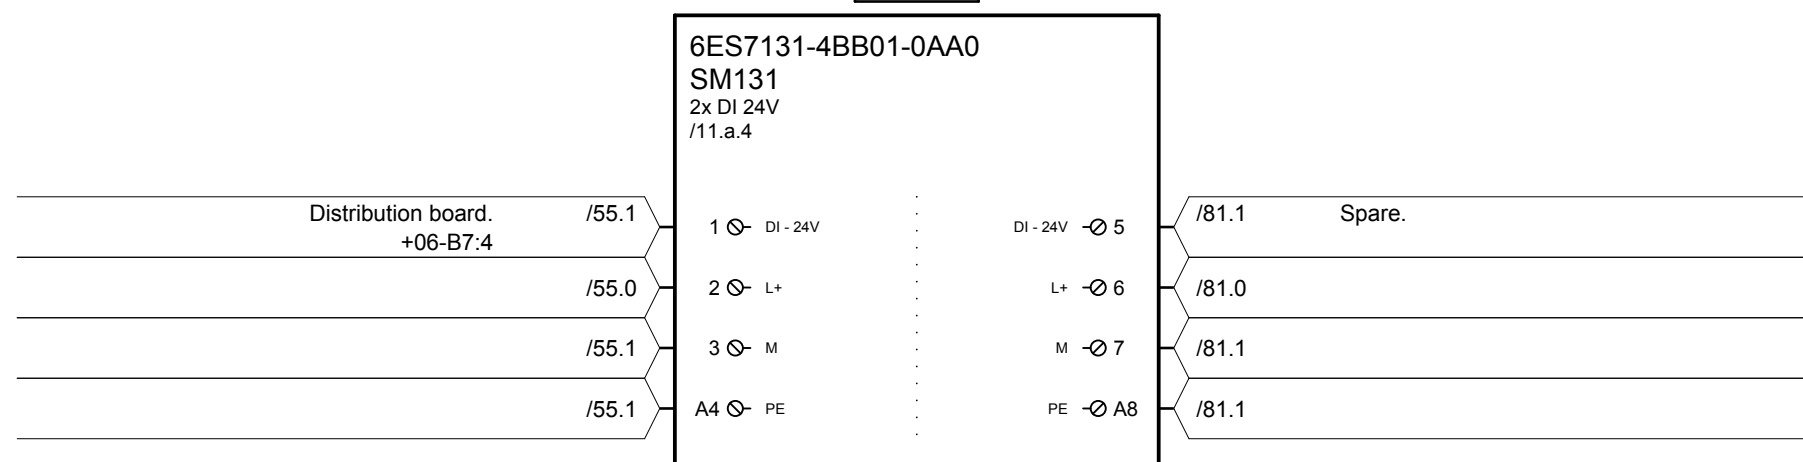 6ES7131-4BB01-0AA0
SM131
2x DI 24V
/11.a.4
Distribution board. /55.1 1 DI - 24V DI - 24V 5 /81.1 Spare.
+06-B7:4
/55.0 2 L+ L+ 6 /81.0
/55.1 3 M M 7 /81.1
/55.1 A4 PE PE A8 /81.1